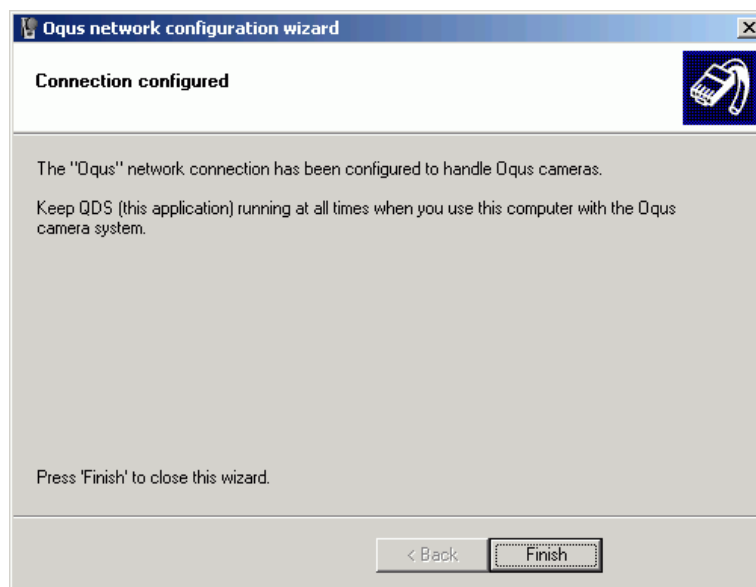 Oqus network configuration wizard
Connection configured
The "Oqus" network connection has been configured to handle Oqus cameras.
Keep QDS (this application) running at all times when you use this computer with the Oqus
camera system.
Press 'Finish' to close this wizard.
< Back
Finish